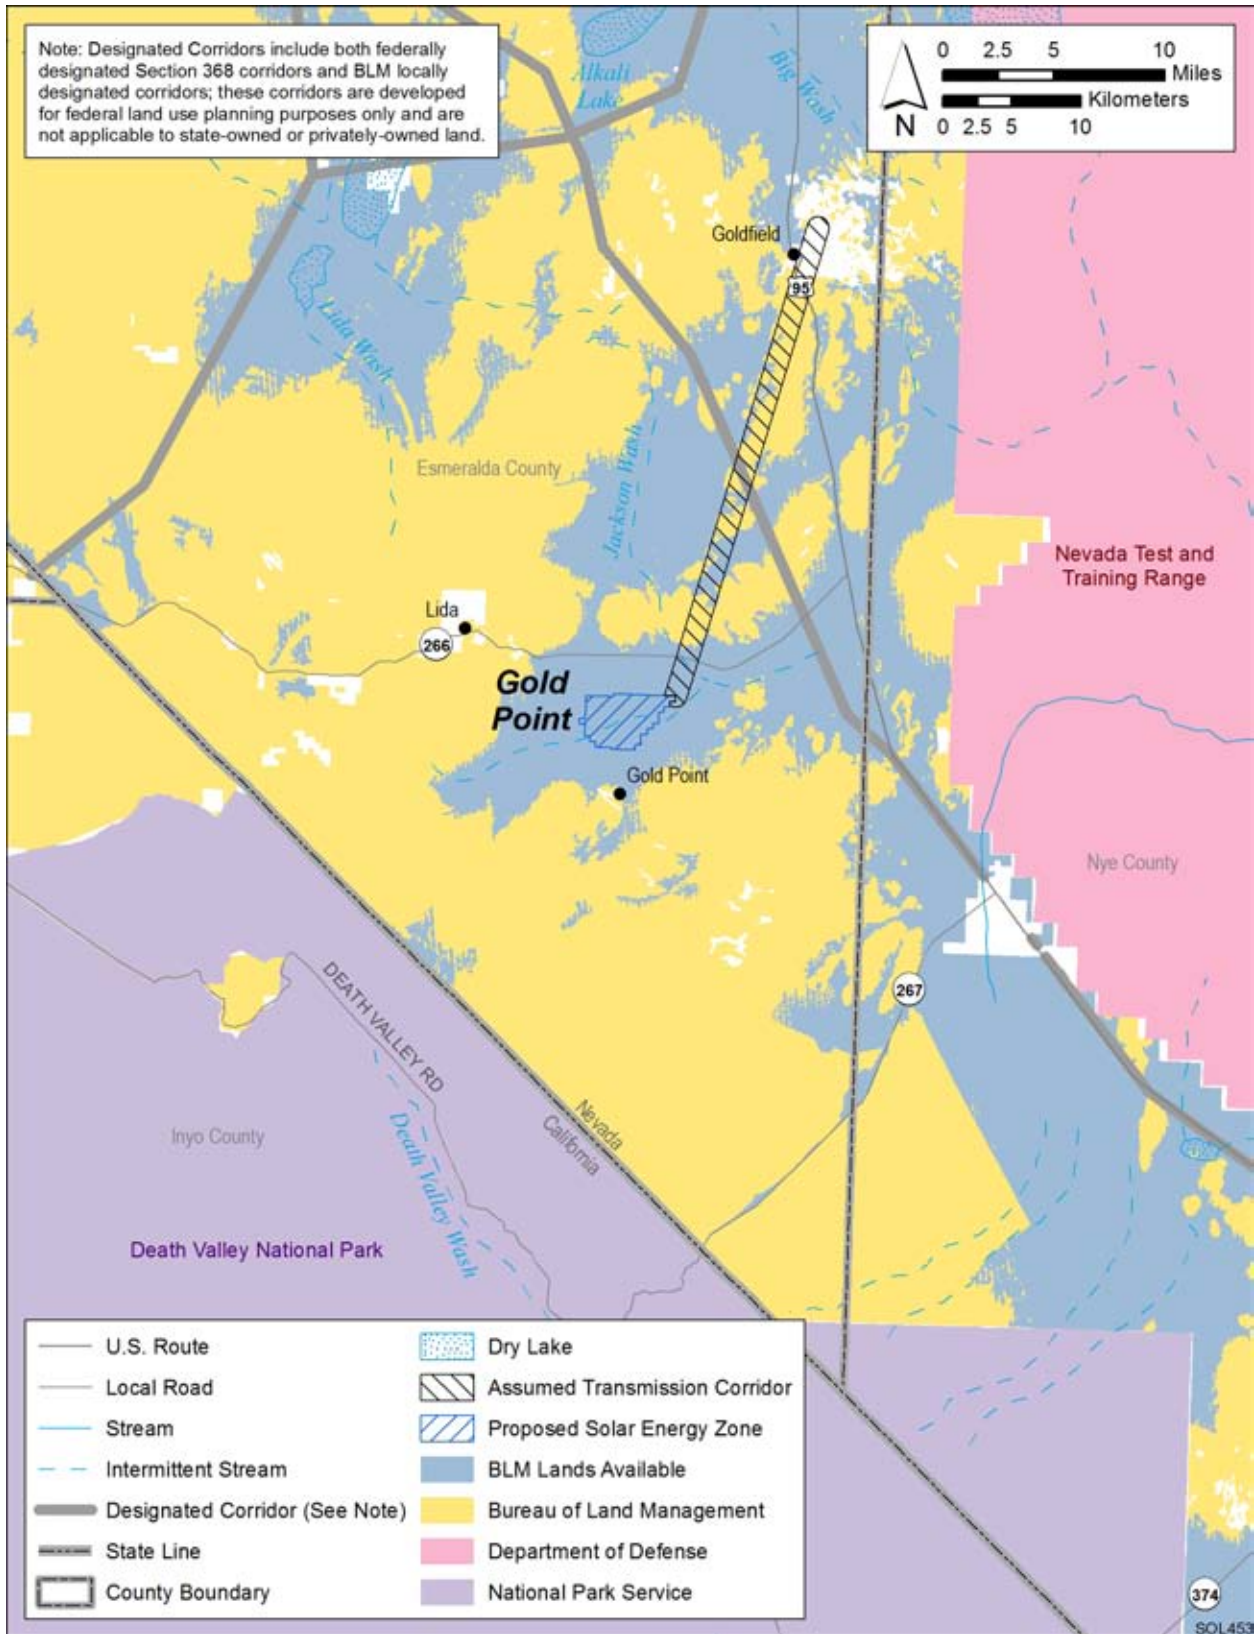 Note: Designated Corridors include both federally
designated Section 368 corridors and BLM locally
designated corridors; these corridors are developed
for federal land use planning purposes only and are
not applicable to state-owned or privately-owned land.
0 2.5 5 10
Miles
Kilometers
0 2.5 5 10
N
Alkali
Lake
Big Wash
Goldfield
95
Lida Wash
Esmeralda County
Jackson Wash
Nevada Test and
Training Range
Lida
266
Gold
Point
Gold Point
Nye County
267
DEATH VALLEY RD
Nevada
California
Inyo County
Death Valley Wash
Death Valley National Park
U.S. Route
Local Road
Stream
Intermittent Stream
Designated Corridor (See Note)
State Line
County Boundary
Dry Lake
Assumed Transmission Corridor
Proposed Solar Energy Zone
BLM Lands Available
Bureau of Land Management
Department of Defense
National Park Service
374
SOL453